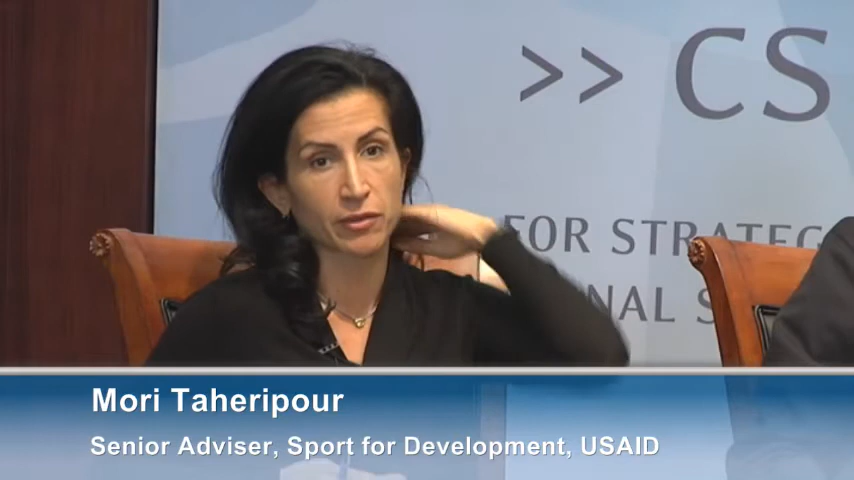 >> CS
FOR STRATEG
NAL S
Mori Taheripour
Senior Adviser, Sport for Development, USAID